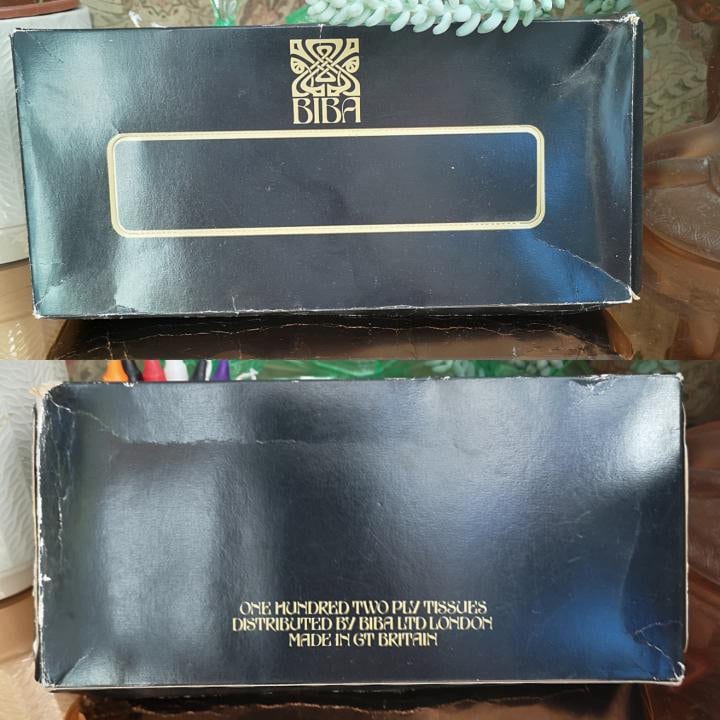 BIBA
ONE HUNDRED TWO PLY TISSUES
DISTRIBUTED BY BIBA LTD LONDON
MADE IN GT BRITAIN